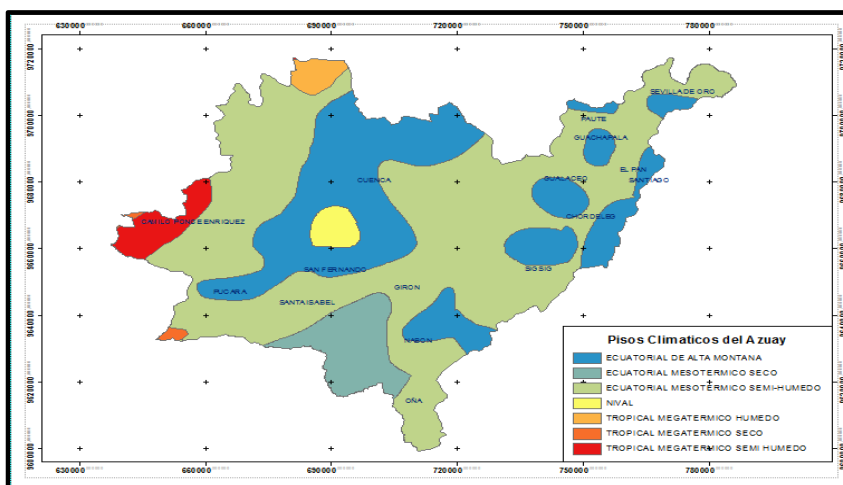 630000 660000 690000 720000 750000 780000
9720000
SEVILLA DE ORO
9700000
PAUTE
GUACHAPALA
EL PAN
CUENCA
GUALACEO
SANTIAGO
9680000
CHORDELEG
CAMILO PONCE ENRIQUEZ
9660000
SAN FERNANDO
SIG SIG
GIRON
PUCARA
SANTA ISABEL
9640000
NABON
9620000
OÑA
9600000
Pisos Climaticos del Azuay
ECUATORIAL DE ALTA MONTANA
ECUATORIAL MESOTERMICO SECO
ECUATORIAL MESOTERMICO SEMI-HUMEDO
NIVAL
TROPICAL MEGATERMICO HUMEDO
TROPICAL MEGATERMICO SECO
TROPICAL MEGATERMICO SEMI HUMEDO
630000 660000 690000 720000 750000 780000